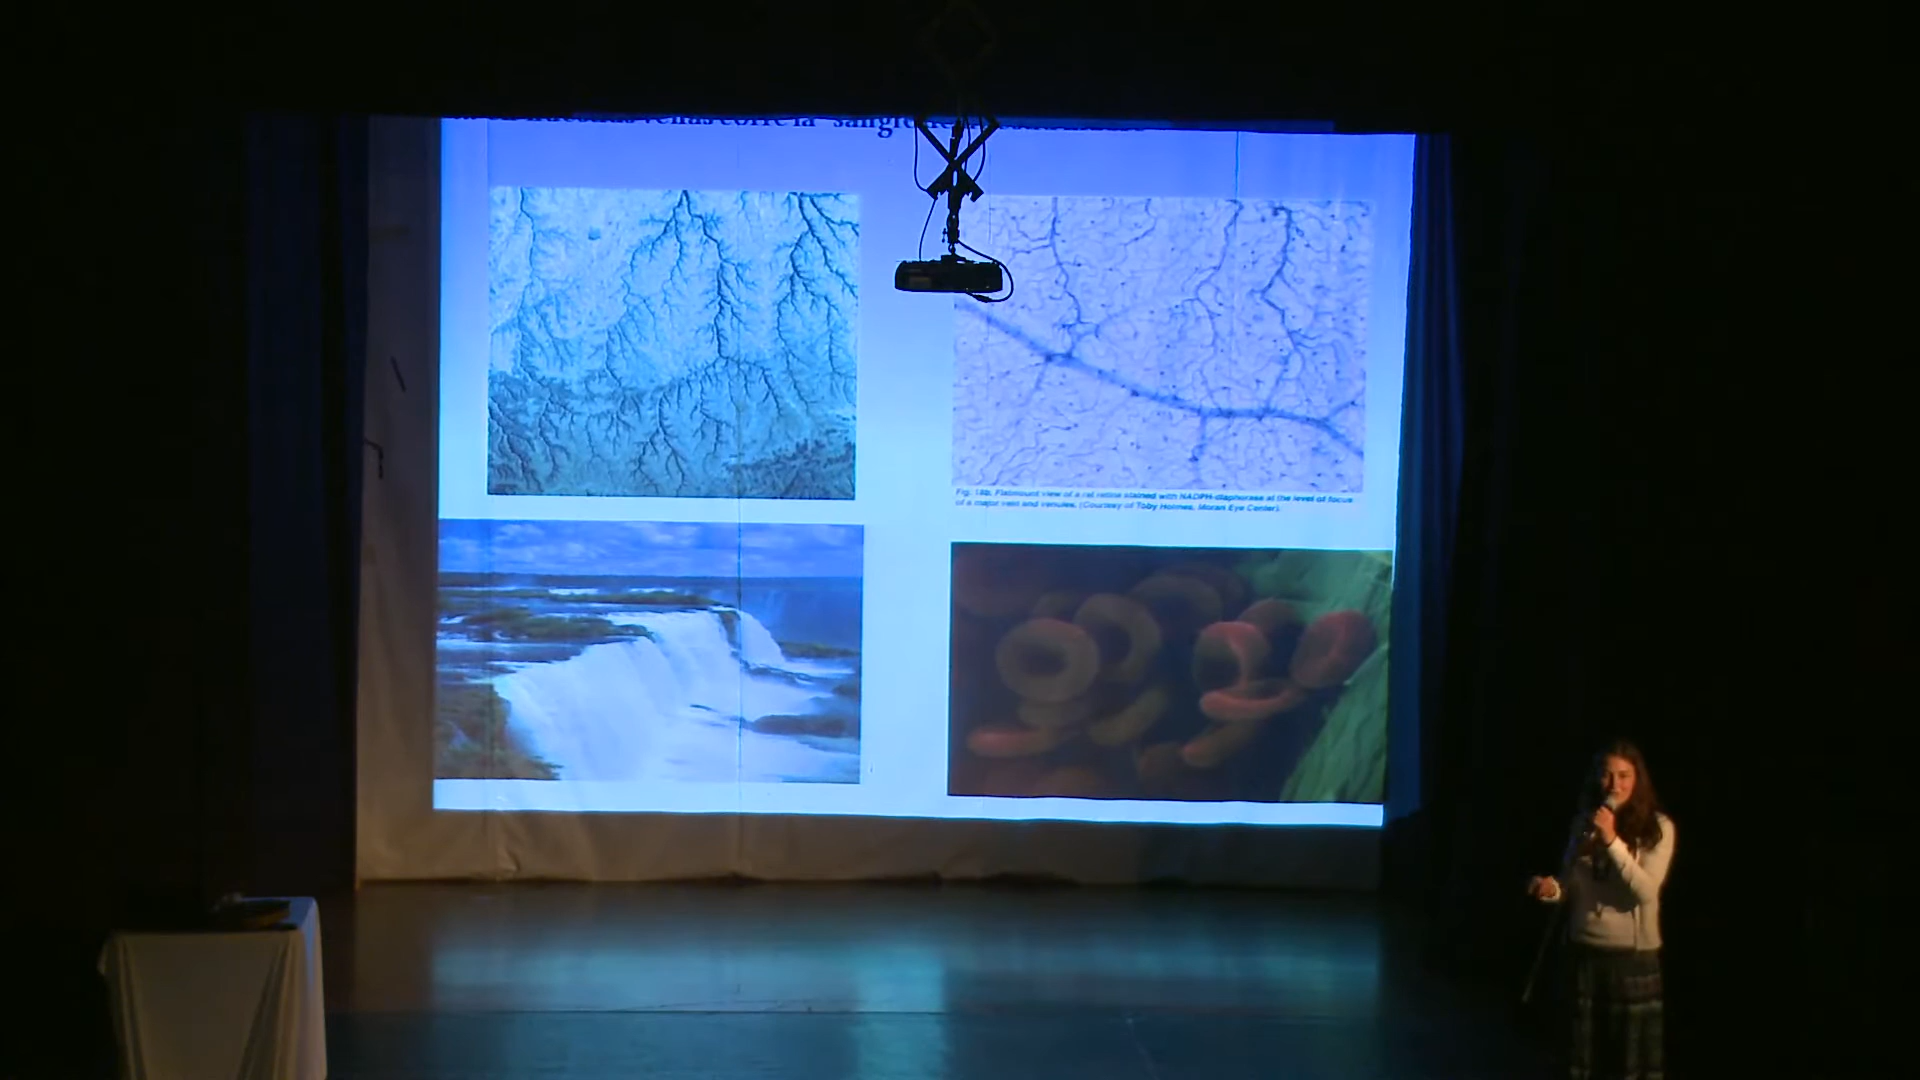 venas corre la "sangre
Fig. 16b. Flatmount view of a rat retina stained with NADPH-diaphorase at the level of focus
of a major vein and venules. (Courtesy of Toby Holmes, Moran Eye Center).